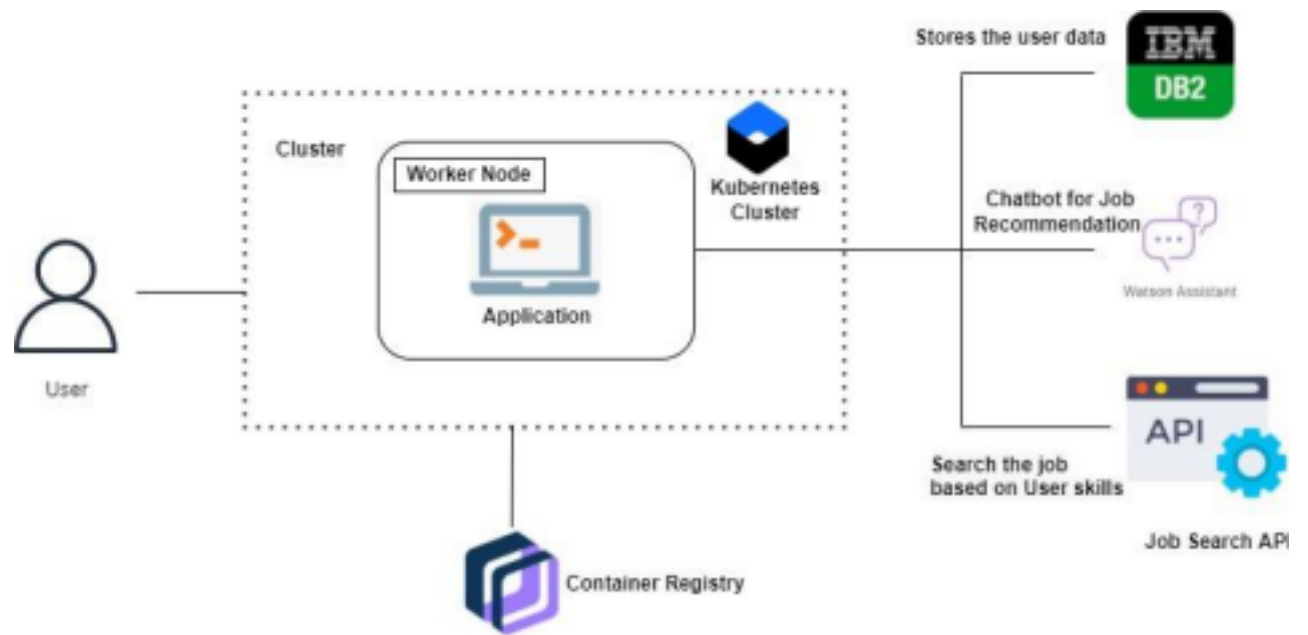 Stores the user data
IBM
DB2
Cluster
Worker Node
Kubernetes
Cluster
Chatbot for Job
Recommendation
?
Watson Assistant
>_
Application
User
API
Search the job
based on User skills
Job Search API
Container Registry